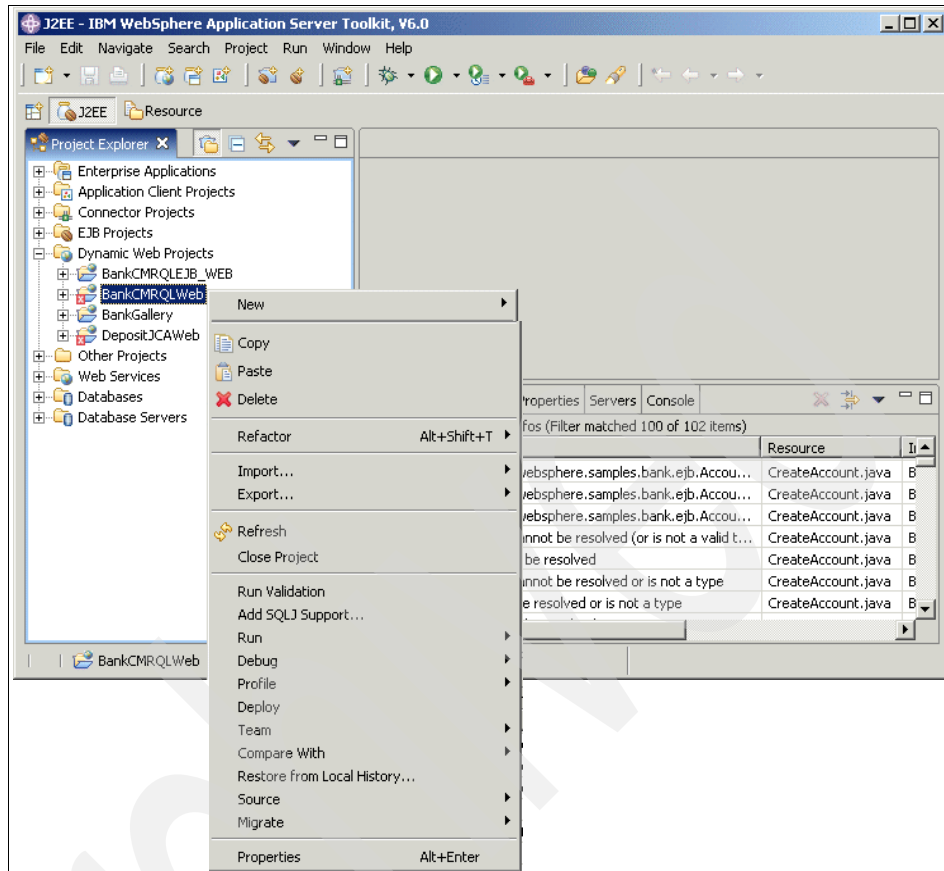 J2EE - IBM WebSphere Application Server Toolkit, V6.0
File Edit Navigate Search Project Run Window Help
J2EE Resource
Project Explorer
Enterprise Applications
Application Client Projects
Connector Projects
EJB Projects
Dynamic Web Projects
BankCMRQLEJB_WEB
BankCMRQLWeb
BankGallery
DepositJCAWeb
Other Projects
Web Services
Databases
Database Servers
New
Copy
Paste
Delete
Refactor Alt+Shift+T
Import...
Export...
Refresh
Close Project
Run Validation
Add SQLJ Support...
Run
Debug
Profile
Deploy
Team
Compare With
Restore from Local History...
Source
Migrate
Properties Alt+Enter
Properties Servers Console
fos (Filter matched 100 of 102 items)
Resource
websphere.samples.bank.ejb.Accou... CreateAccount.java B
websphere.samples.bank.ejb.Accou... CreateAccount.java B
websphere.samples.bank.ejb.Accou... CreateAccount.java B
annot be resolved (or is not a valid t... CreateAccount.java B
be resolved CreateAccount.java B
annot be resolved or is not a type CreateAccount.java B
e resolved or is not a type CreateAccount.java B
BankCMRQLWeb